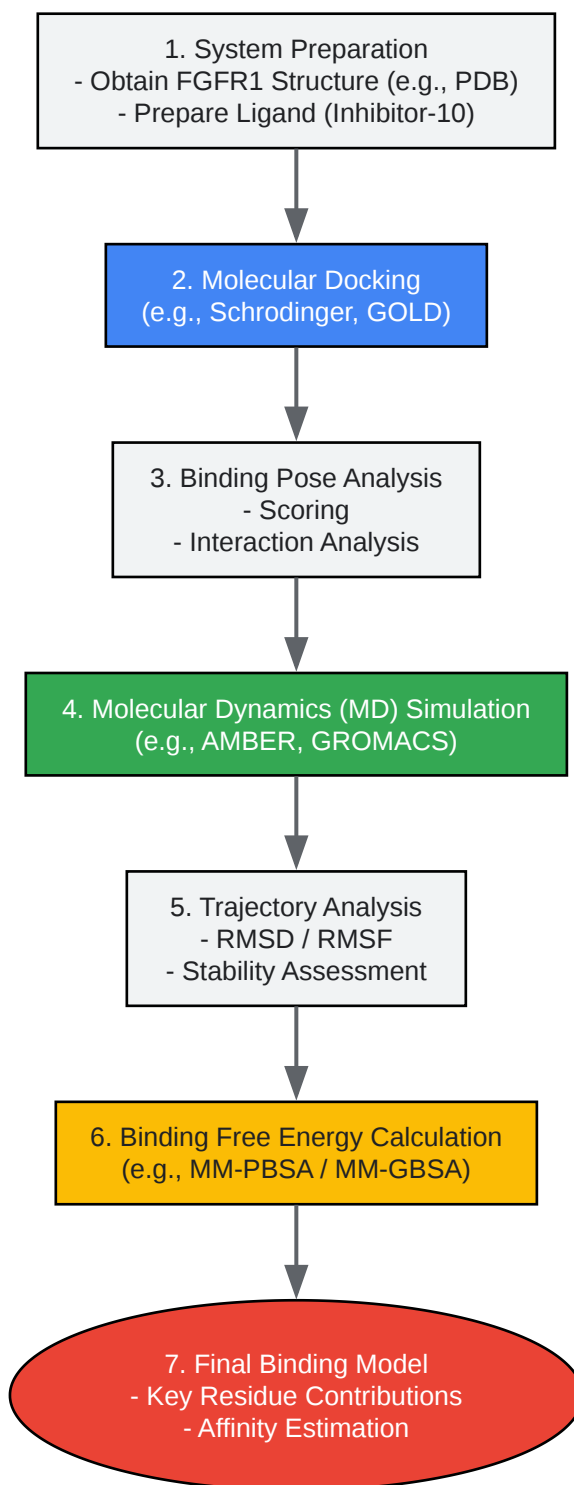 1. System Preparation
- Obtain FGFR1 Structure (e.g., PDB)
- Prepare Ligand (Inhibitor-10)
2. Molecular Docking
(e.g., Schrodinger, GOLD)
3. Binding Pose Analysis
- Scoring
- Interaction Analysis
4. Molecular Dynamics (MD) Simulation
(e.g., AMBER, GROMACS)
5. Trajectory Analysis
- RMSD / RMSF
- Stability Assessment
6. Binding Free Energy Calculation
(e.g., MM-PBSA / MM-GBSA)
7. Final Binding Model
- Key Residue Contributions
- Affinity Estimation